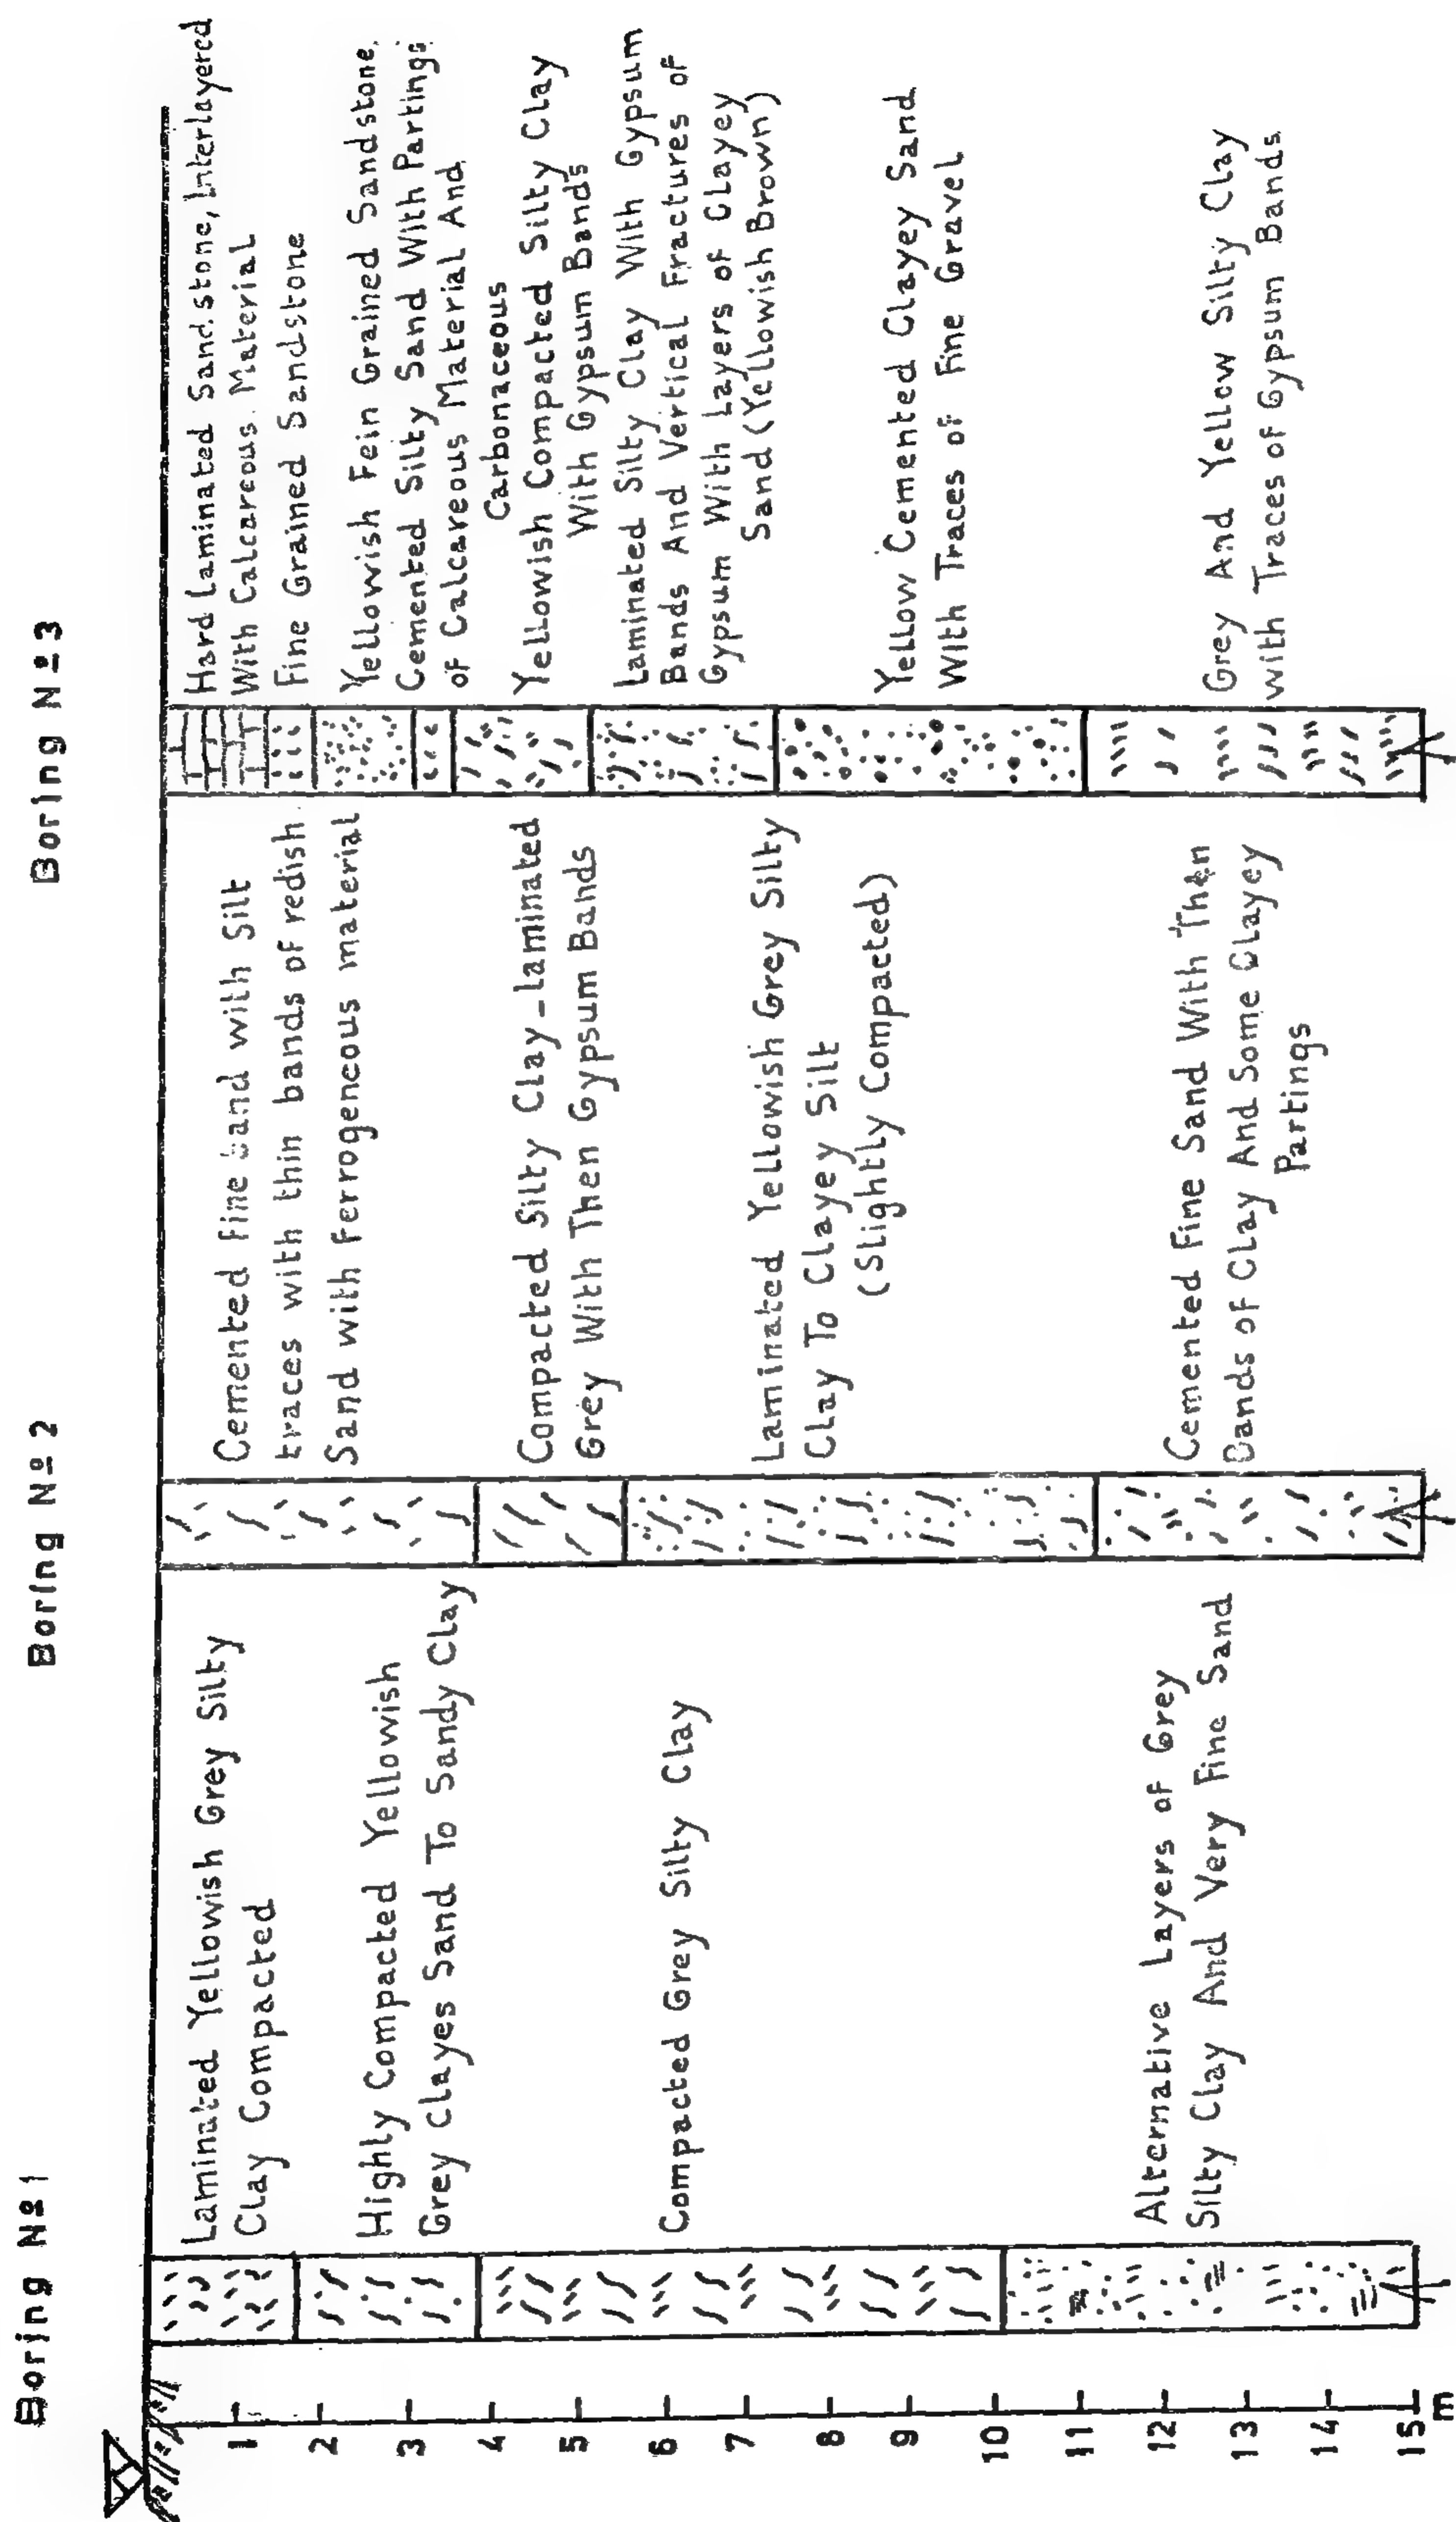 Boring Nº1
Laminated Yellowish Grey Silty
Clay Compacted
Highly Compacted Yellowish
Grey Clayes Sand To Sandy Clay
Compacted Grey Silty Clay
Alternative Layers of Grey
Silty Clay And Very Fine Sand
1
2
3
4
5
6
7
8
9
10
11
12
13
14
15
m
Boring Nº 2
Cemented Fine Sand with Silt
traces with thin bands of redish
Sand with Ferrogencous material
Compacted Silty Clay-laminated
Grey With Then Gypsum Bands
Laminated Yellowish Grey Silty
Clay To Clayey Silt
(Slightly Compacted)
Cemented Fine Sand With Then
Bands of Clay And Some Clayey
Partings
Boring Nº3
Hard Laminated Sand.stone, Interlayered
With Calcareous Material
Fine Grained Sandstone
Yellowish Fein Grained Sandstone
Cemented Silty Sand With Partings
of Calcareous Material And
Carbonaceous
Yellowish Compacted Silty Clay
With Gypsum Bands
Laminated Silty Clay With Gypsum
Bands And Vertical Fractures of
Gypsum With Layers of Clayey
Sand (Yellowish Brown)
Yellow Cemented Clayey Sand
With Traces of Fine Gravel
Grey And Yellow Silty Clay
with Traces of Gypsum Bands